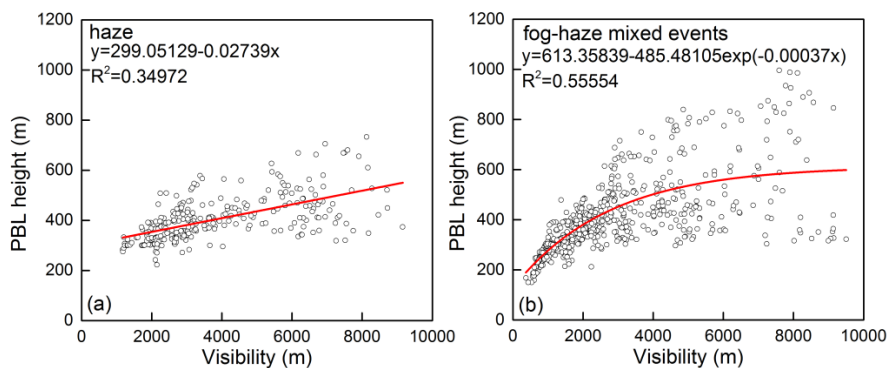 haze
y=299.05129-0.02739x
R²=0.34972
PBL height (m)
1200
1000
800
600
400
200
0
(a)
0 2000 4000 6000 8000 10000
Visibility (m)
fog-haze mixed events
y=613.35839-485.48105exp(-0.00037x)
R²=0.55554
PBL height (m)
1200
1000
800
600
400
200
0
(b)
0 2000 4000 6000 8000 10000
Visibility (m)